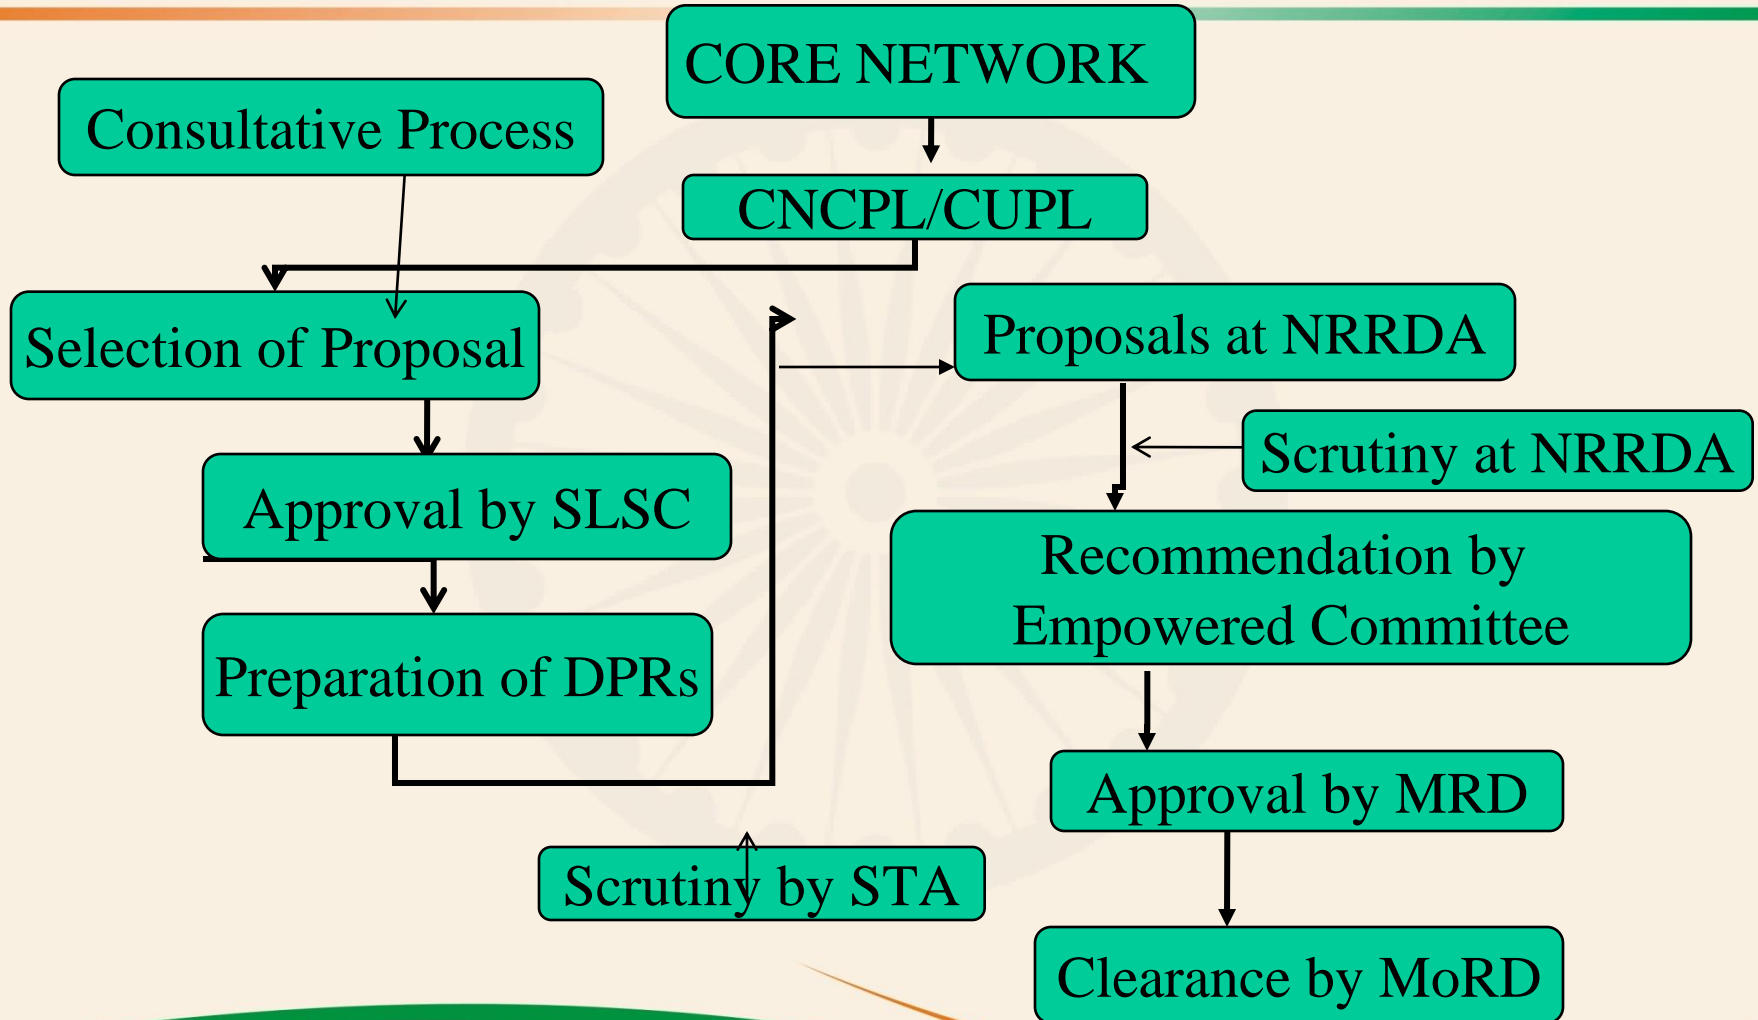 CORE NETWORK
Consultative Process
CNCPL/CUPL
Selection of Proposal
Proposals at NRRDA
Scrutiny at NRRDA
Approval by SLSC
Recommendation by
Empowered Committee
Preparation of DPRs
Approval by MRD
Scrutiny by STA
Clearance by MoRD